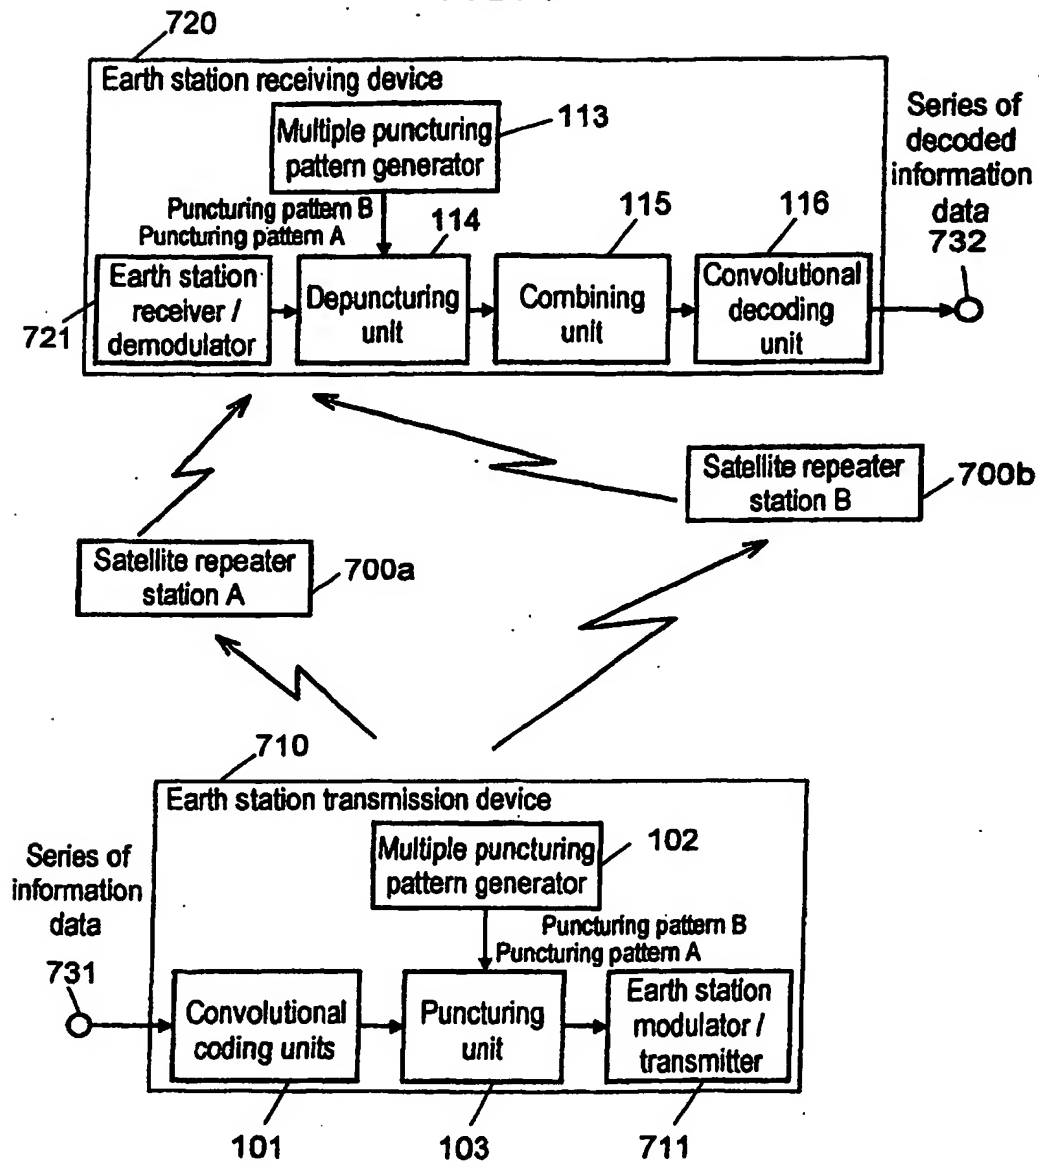 720
Earth station receiving device
Multiple puncturing
pattern generator
113
Series of
decoded
information
data
732
Puncturing pattern B
Puncturing pattern A
114
115
116
Earth station
receiver /
demodulator
721
Depuncturing
unit
Combining
unit
Convolutional
decoding
unit
Satellite repeater
station B
700b
Satellite repeater
station A
700a
710
Earth station transmission device
Multiple puncturing
pattern generator
102
Series of
information
data
731
Puncturing pattern B
Puncturing pattern A
Convolutional
coding units
Puncturing
unit
Earth station
modulator /
transmitter
101
103
711